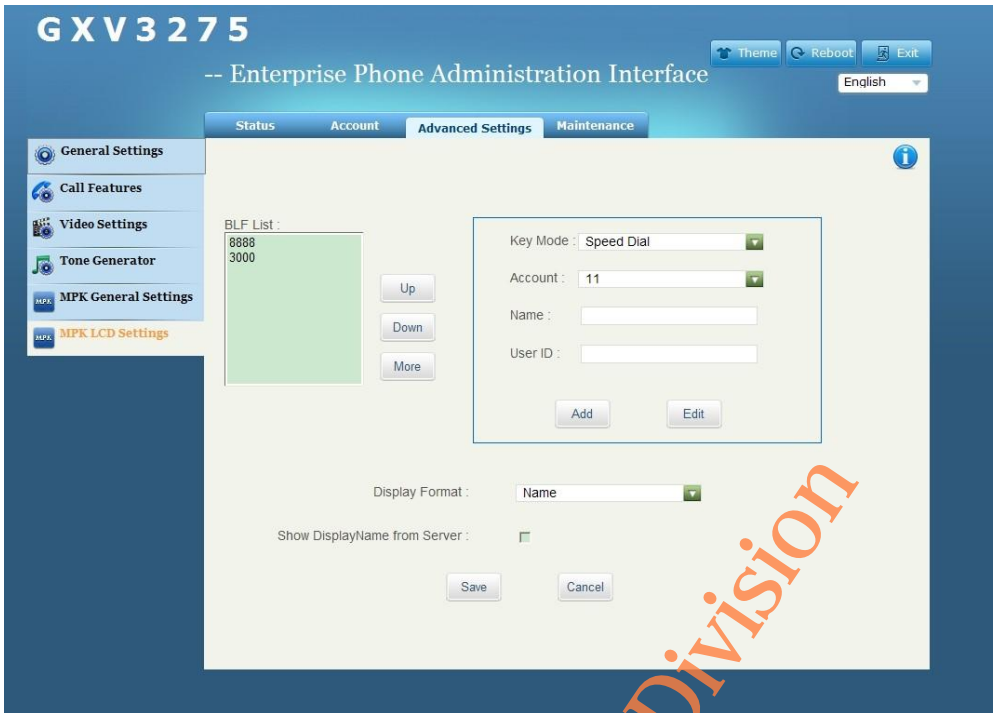 GXV3275
-- Enterprise Phone Administration Interface
Theme
Reboot
Exit
English
Status
Account
Advanced Settings
Maintenance
General Settings
Call Features
Video Settings
Tone Generator
MPK MPK General Settings
MPK MPK LCD Settings
BLF List :
8888
3000
Up
Down
More
Key Mode : Speed Dial
Account : 11
Name :
User ID :
Add
Edit
Display Format : Name
Show DisplayName from Server :
Save
Cancel
Division